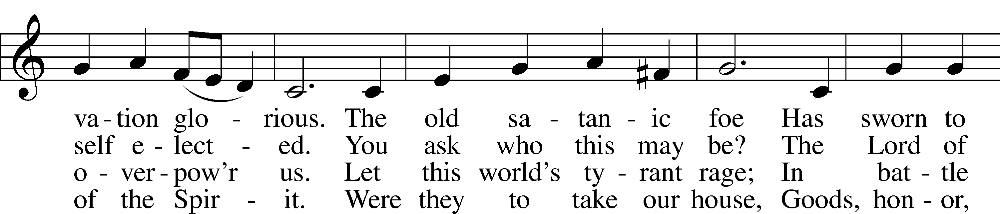 va - tion glo - rious. The old sa - tan - ic foe Has sworn to
self e - lect - ed. You ask who this may be? The Lord of
o - ver - pow'r us. Let this world's ty - rant rage; In bat - tle
of the Spir - it. Were they to take our house, Goods, hon - or,